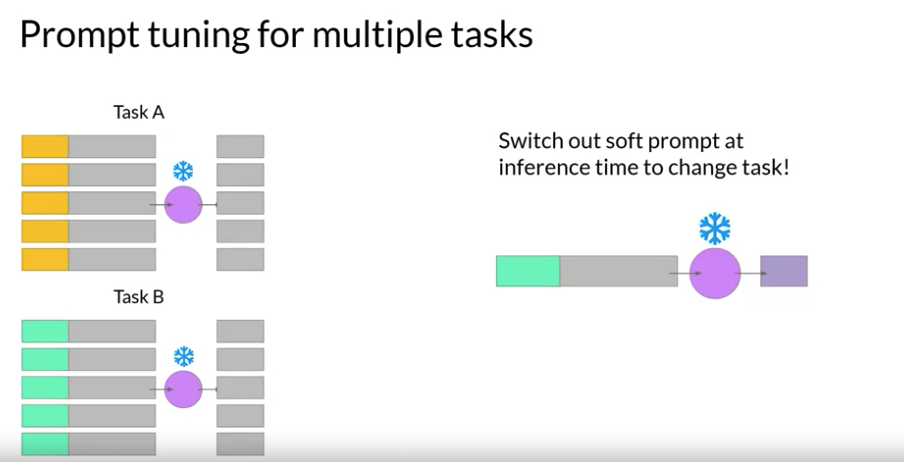 Prompt tuning for multiple tasks
Task A
Task B
Switch out soft prompt at
inference time to change task!